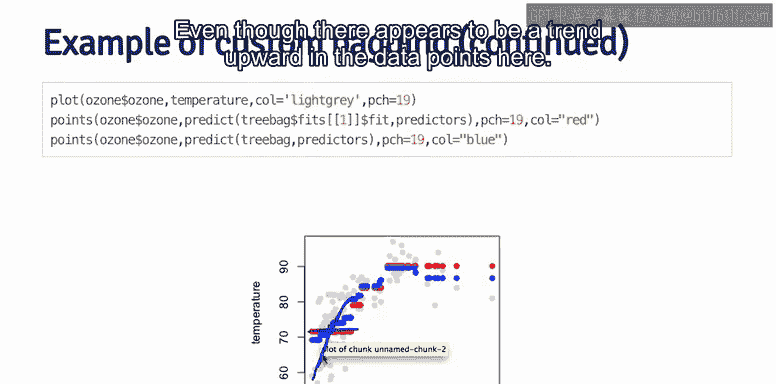 Example of custom bagging (continued)
Even though there appears to be a trend
upward in the data points here.
plot(ozone$ozone,temperature,col='lightgrey',pch=19)
points(ozone$ozone,predict(treebag$fits[[1]]$fit,predictors),pch=19,col="red")
points(ozone$ozone,predict(treebag,predictors),pch=19,col="blue")
temperature
90
80
70
60
plot of chunk unnamed-chunk-2